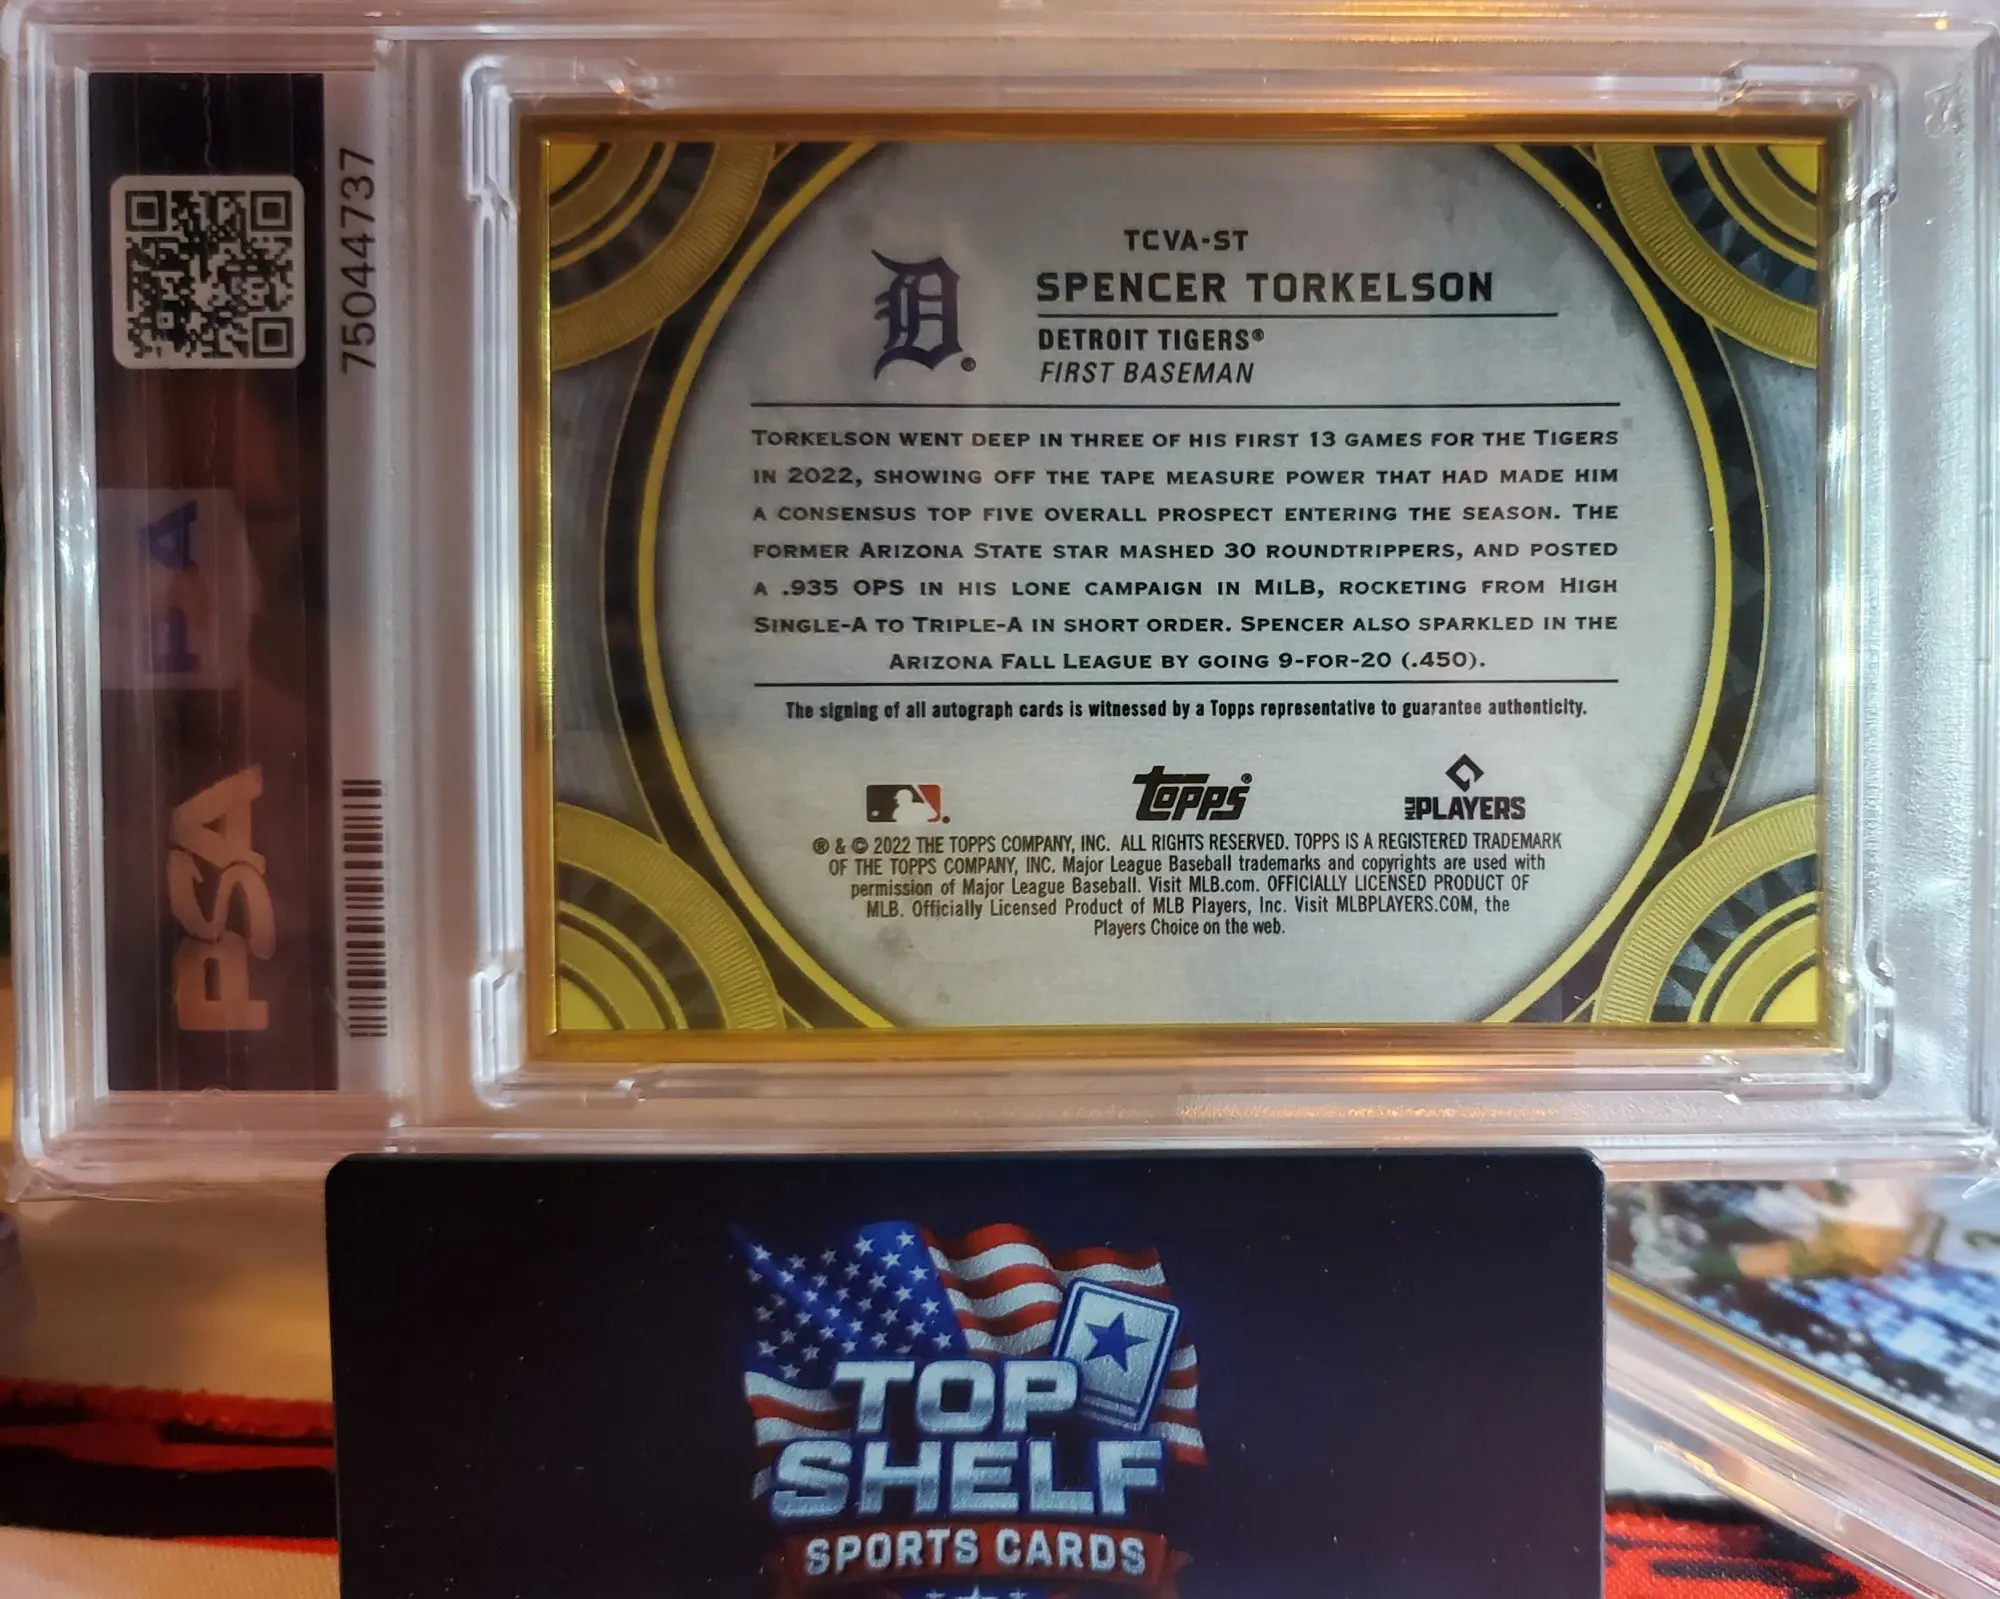 75044737
PSA
TCVA-ST
SPENCER TORKELSON
D®
DETROIT TIGERS®
FIRST BASEMAN
TORKELSON WENT DEEP IN THREE OF HIS FIRST 13 GAMES FOR THE TIGERS
IN 2022, SHOWING OFF THE TAPE MEASURE POWER THAT HAD MADE HIM
A CONSENSUS TOP FIVE OVERALL PROSPECT ENTERING THE SEASON. THE
FORMER ARIZONA STATE STAR MASHED 30 ROUNDTRIPPERS, AND POSTED
A .935 OPS IN HIS LONE CAMPAIGN IN MiLB, ROCKETING FROM HIGH
SINGLE-A TO TRIPLE-A IN SHORT ORDER. SPENCER ALSO SPARKLED IN THE
ARIZONA FALL LEAGUE BY GOING 9-FOR-20 (.450).
The signing of all autograph cards is witnessed by a Topps representative to guarantee authenticity.
Topps®
MLB PLAYERS
® & © 2022 THE TOPPS COMPANY, INC. ALL RIGHTS RESERVED. TOPPS IS A REGISTERED TRADEMARK
OF THE TOPPS COMPANY, INC. Major League Baseball trademarks and copyrights are used with
permission of Major League Baseball. Visit MLB.com. OFFICIALLY LICENSED PRODUCT OF
MLB. Officially Licensed Product of MLB Players, Inc. Visit MLBPLAYERS.COM, the
Players Choice on the web.
TOP
SHELF
SPORTS CARDS